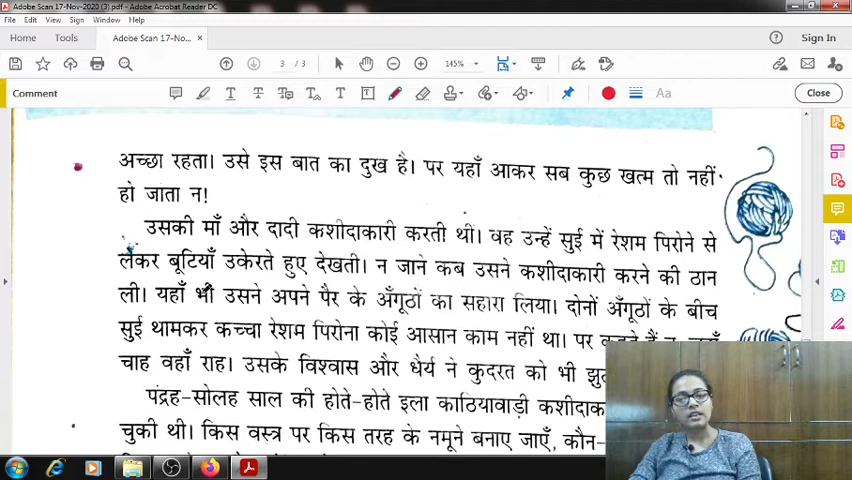 Adobe Scan 17-Nov-2020 (3).pdf - Adobe Acrobat Reader DC
File Edit View Sign Window Help
Home Tools Adobe Scan 17-No... × Sign In
3 / 3 145%
Comment Close
अच्छा रहता। उसे इस बात का दुख है। पर यहाँ आकर सब कुछ खत्म तो नहीं
हो जाता न!
उसकी माँ और दादी कशीदाकारी करती थीं। वह उन्हें सुई में रेशम पिरोने से
लेकर बूटियाँ उकेरते हुए देखती। न जाने कब उसने कशीदाकारी करने की ठान
ली। यहाँ भी उसने अपने पैर के अँगूठों का सहारा लिया। दोनों अँगूठों के बीच
सुई थामकर कच्चा रेशम पिरोना कोई आसान काम नहीं था। पर
चाह वहाँ राह। उसके विश्वास और धैर्य ने कुदरत को भी
पंद्रह-सोलह साल की होते-होते इला काठियावाड़ी
चुकी थी। किस वस्त्र पर किस तरह के नमूने बनाए जाएँ, कौन-